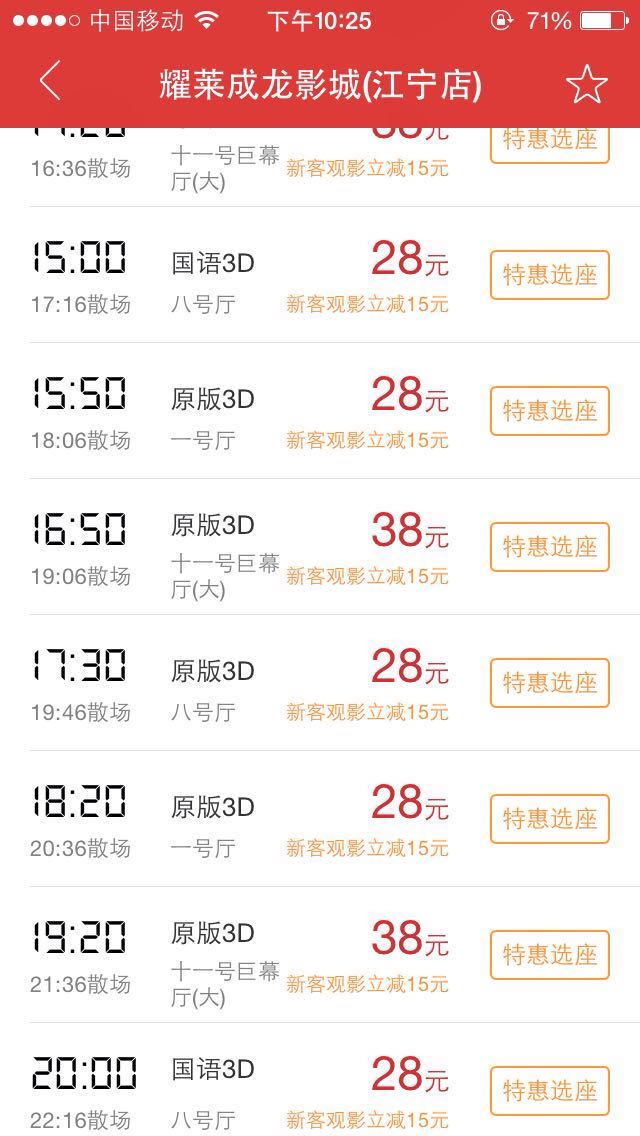 中国移动 下午10:25 71%
耀莱成龙影城(江宁店)
元 特惠选座
16:36散场 十一号巨幕 新客观影立减15元
厅(大)
15:00 国语3D 28元 特惠选座
17:16散场 八号厅 新客观影立减15元
15:50 原版3D 28元 特惠选座
18:06散场 一号厅 新客观影立减15元
16:50 原版3D 38元 特惠选座
19:06散场 十一号巨幕 新客观影立减15元
厅(大)
17:30 原版3D 28元 特惠选座
19:46散场 八号厅 新客观影立减15元
18:20 原版3D 28元 特惠选座
20:36散场 一号厅 新客观影立减15元
19:20 原版3D 38元 特惠选座
21:36散场 十一号巨幕 新客观影立减15元
厅(大)
20:00 国语3D 28元 特惠选座
22:16散场 八号厅 新客观影立减15元